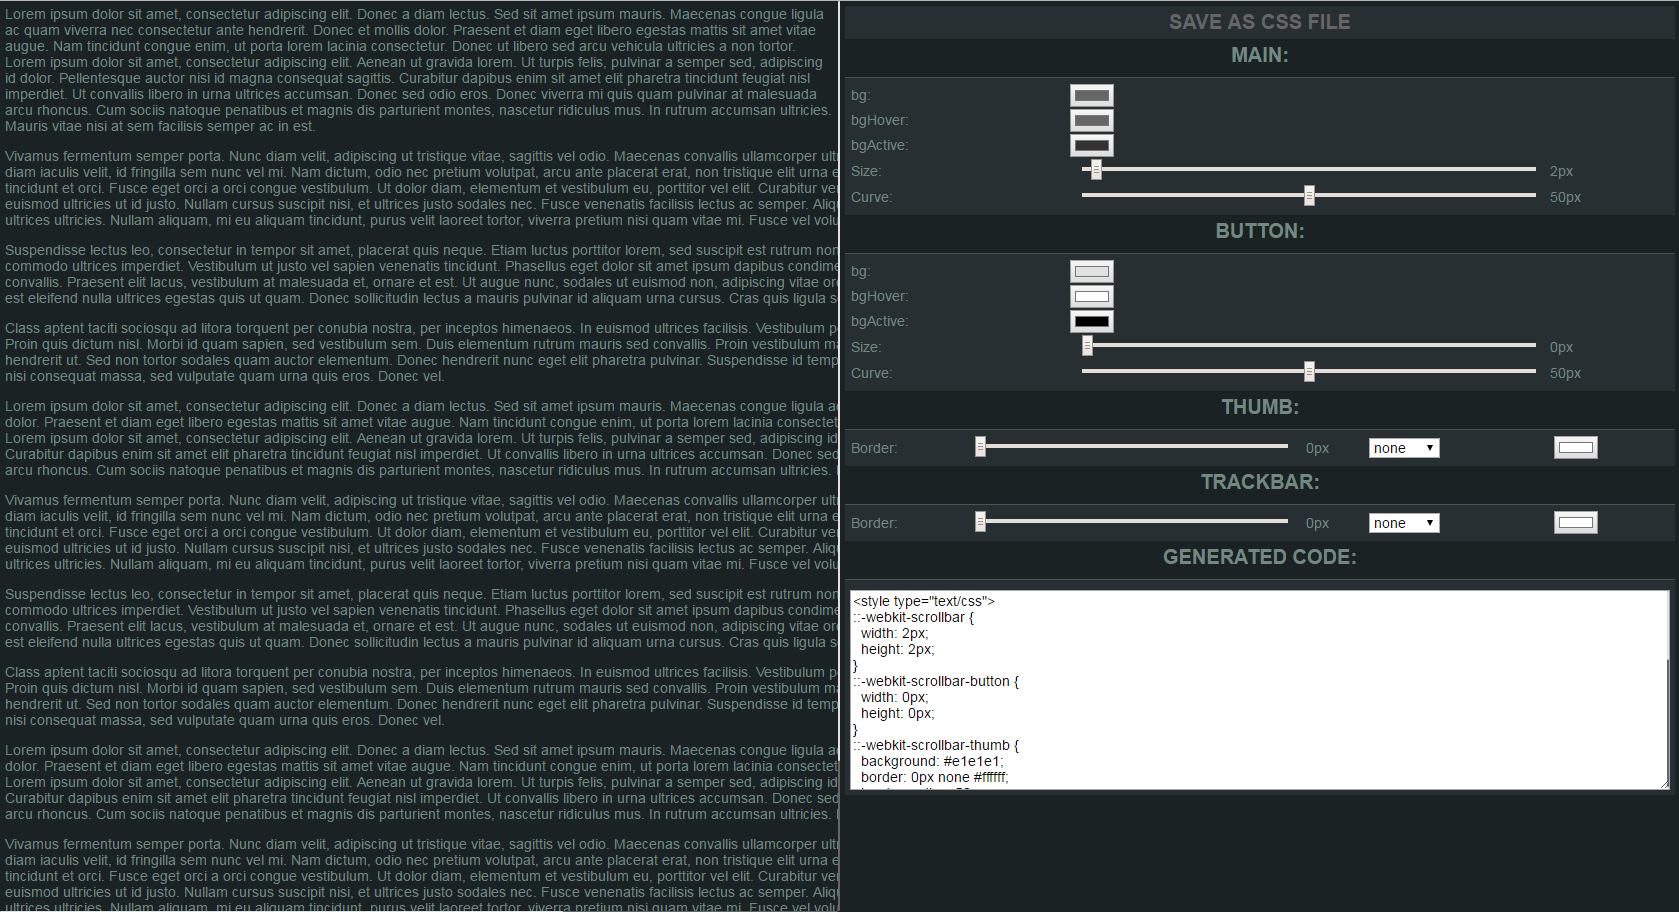 Lorem ipsum dolor sit amet, consectetur adipiscing elit. Donec a diam lectus. Sed sit amet ipsum mauris. Maecenas congue ligula
ac quam viverra nec consectetur ante hendrerit. Donec et mollis dolor. Praesent et diam eget libero egestas mattis sit amet vitae
augue. Nam tincidunt congue enim, ut porta lorem lacinia consectetur. Donec ut libero sed arcu vehicula ultricies a non tortor.
Lorem ipsum dolor sit amet, consectetur adipiscing elit. Aenean ut gravida lorem. Ut turpis felis, pulvinar a semper sed, adipiscing
id dolor. Pellentesque auctor nisi id magna consequat sagittis. Curabitur dapibus enim sit amet elit pharetra tincidunt feugiat nisl
imperdiet. Ut convallis libero in urna ultrices accumsan. Donec sed odio eros. Donec viverra mi quis quam pulvinar at malesuada
arcu rhoncus. Cum sociis natoque penatibus et magnis dis parturient montes, nascetur ridiculus mus. In rutrum accumsan ultricies.
Mauris vitae nisi at sem facilisis semper ac in est.
Vivamus fermentum semper porta. Nunc diam velit, adipiscing ut tristique vitae, sagittis vel odio. Maecenas convallis ullamcorper ult
diam iaculis velit, id fringilla sem nunc vel mi. Nam dictum, odio nec pretium volutpat, arcu ante placerat erat, non tristique elit urna e
tincidunt et orci. Fusce eget orci a orci congue vestibulum. Ut dolor diam, elementum et vestibulum eu, porttitor vel elit. Curabitur ve
euismod ultricies ut id justo. Nullam cursus suscipit nisi, et ultrices justo sodales nec. Fusce venenatis facilisis lectus ac semper. Aliq
ultrices ultricies. Nullam aliquam, mi eu aliquam tincidunt, purus velit laoreet tortor, viverra pretium nisi quam vitae mi. Fusce vel volu
Suspendisse lectus leo, consectetur in tempor sit amet, placerat quis neque. Etiam luctus porttitor lorem, sed suscipit est rutrum non
commodo ultrices imperdiet. Vestibulum ut justo vel sapien venenatis tincidunt. Phasellus eget dolor sit amet ipsum dapibus condime
convallis. Praesent elit lacus, vestibulum at malesuada et, ornare et est. Ut augue nunc, sodales ut euismod non, adipiscing vitae or
est eleifend nulla ultrices egestas quis ut quam. Donec sollicitudin lectus a mauris pulvinar id aliquam urna cursus. Cras quis ligula s
Class aptent taciti sociosqu ad litora torquent per conubia nostra, per inceptos himenaeos. In euismod ultrices facilisis. Vestibulum p
Proin quis dictum nisl. Morbi id quam sapien, sed vestibulum sem. Duis elementum rutrum mauris sed convallis. Proin vestibulum ma
hendrerit ut. Sed non tortor sodales quam auctor elementum. Donec hendrerit nunc eget elit pharetra pulvinar. Suspendisse id temp
nisi consequat massa, sed vulputate quam urna quis eros. Donec vel.
Lorem ipsum dolor sit amet, consectetur adipiscing elit. Donec a diam lectus. Sed sit amet ipsum mauris. Maecenas congue ligula a
dolor. Praesent et diam eget libero egestas mattis sit amet vitae augue. Nam tincidunt congue enim, ut porta lorem lacinia consectet
Lorem ipsum dolor sit amet, consectetur adipiscing elit. Aenean ut gravida lorem. Ut turpis felis, pulvinar a semper sed, adipiscing id
Curabitur dapibus enim sit amet elit pharetra tincidunt feugiat nisl imperdiet. Ut convallis libero in urna ultrices accumsan. Donec sed
arcu rhoncus. Cum sociis natoque penatibus et magnis dis parturient montes, nascetur ridiculus mus. In rutrum accumsan ultricies.
Vivamus fermentum semper porta. Nunc diam velit, adipiscing ut tristique vitae, sagittis vel odio. Maecenas convallis ullamcorper ult
diam iaculis velit, id fringilla sem nunc vel mi. Nam dictum, odio nec pretium volutpat, arcu ante placerat erat, non tristique elit urna e
tincidunt et orci. Fusce eget orci a orci congue vestibulum. Ut dolor diam, elementum et vestibulum eu, porttitor vel elit. Curabitur ve
euismod ultricies ut id justo. Nullam cursus suscipit nisi, et ultrices justo sodales nec. Fusce venenatis facilisis lectus ac semper. Aliq
ultrices ultricies. Nullam aliquam, mi eu aliquam tincidunt, purus velit laoreet tortor, viverra pretium nisi quam vitae mi. Fusce vel volu
Suspendisse lectus leo, consectetur in tempor sit amet, placerat quis neque. Etiam luctus porttitor lorem, sed suscipit est rutrum non
commodo ultrices imperdiet. Vestibulum ut justo vel sapien venenatis tincidunt. Phasellus eget dolor sit amet ipsum dapibus condime
convallis. Praesent elit lacus, vestibulum at malesuada et, ornare et est. Ut augue nunc, sodales ut euismod non, adipiscing vitae or
est eleifend nulla ultrices egestas quis ut quam. Donec sollicitudin lectus a mauris pulvinar id aliquam urna cursus. Cras quis ligula s
Class aptent taciti sociosqu ad litora torquent per conubia nostra, per inceptos himenaeos. In euismod ultrices facilisis. Vestibulum p
Proin quis dictum nisl. Morbi id quam sapien, sed vestibulum sem. Duis elementum rutrum mauris sed convallis. Proin vestibulum ma
hendrerit ut. Sed non tortor sodales quam auctor elementum. Donec hendrerit nunc eget elit pharetra pulvinar. Suspendisse id temp
nisi consequat massa, sed vulputate quam urna quis eros. Donec vel.
Lorem ipsum dolor sit amet, consectetur adipiscing elit. Donec a diam lectus. Sed sit amet ipsum mauris. Maecenas congue ligula a
dolor. Praesent et diam eget libero egestas mattis sit amet vitae augue. Nam tincidunt congue enim, ut porta lorem lacinia consectet
Lorem ipsum dolor sit amet, consectetur adipiscing elit. Aenean ut gravida lorem. Ut turpis felis, pulvinar a semper sed, adipiscing id
Curabitur dapibus enim sit amet elit pharetra tincidunt feugiat nisl imperdiet. Ut convallis libero in urna ultrices accumsan. Donec sed
arcu rhoncus. Cum sociis natoque penatibus et magnis dis parturient montes, nascetur ridiculus mus. In rutrum accumsan ultricies.
Vivamus fermentum semper porta. Nunc diam velit, adipiscing ut tristique vitae, sagittis vel odio. Maecenas convallis ullamcorper ult
diam iaculis velit, id fringilla sem nunc vel mi. Nam dictum, odio nec pretium volutpat, arcu ante placerat erat, non tristique elit urna e
tincidunt et orci. Fusce eget orci a orci congue vestibulum. Ut dolor diam, elementum et vestibulum eu, porttitor vel elit. Curabitur ve
euismod ultricies ut id justo. Nullam cursus suscipit nisi, et ultrices justo sodales nec. Fusce venenatis facilisis lectus ac semper. Aliq
ultrices ultricies. Nullam aliquam, mi eu aliquam tincidunt, purus velit laoreet tortor, viverra pretium nisi quam vitae mi. Fusce vel volu
SAVE AS CSS FILE
MAIN:
bg:
bgHover:
bgActive:
Size: 2px
Curve: 50px
BUTTON:
bg:
bgHover:
bgActive:
Size: 0px
Curve: 50px
THUMB:
Border: 0px none
TRACKBAR:
Border: 0px none
GENERATED CODE:
<style type="text/css">
::-webkit-scrollbar {
  width: 2px;
  height: 2px;
}
::-webkit-scrollbar-button {
  width: 0px;
  height: 0px;
}
::-webkit-scrollbar-thumb {
  background: #e1e1e1;
  border: 0px none #ffffff;